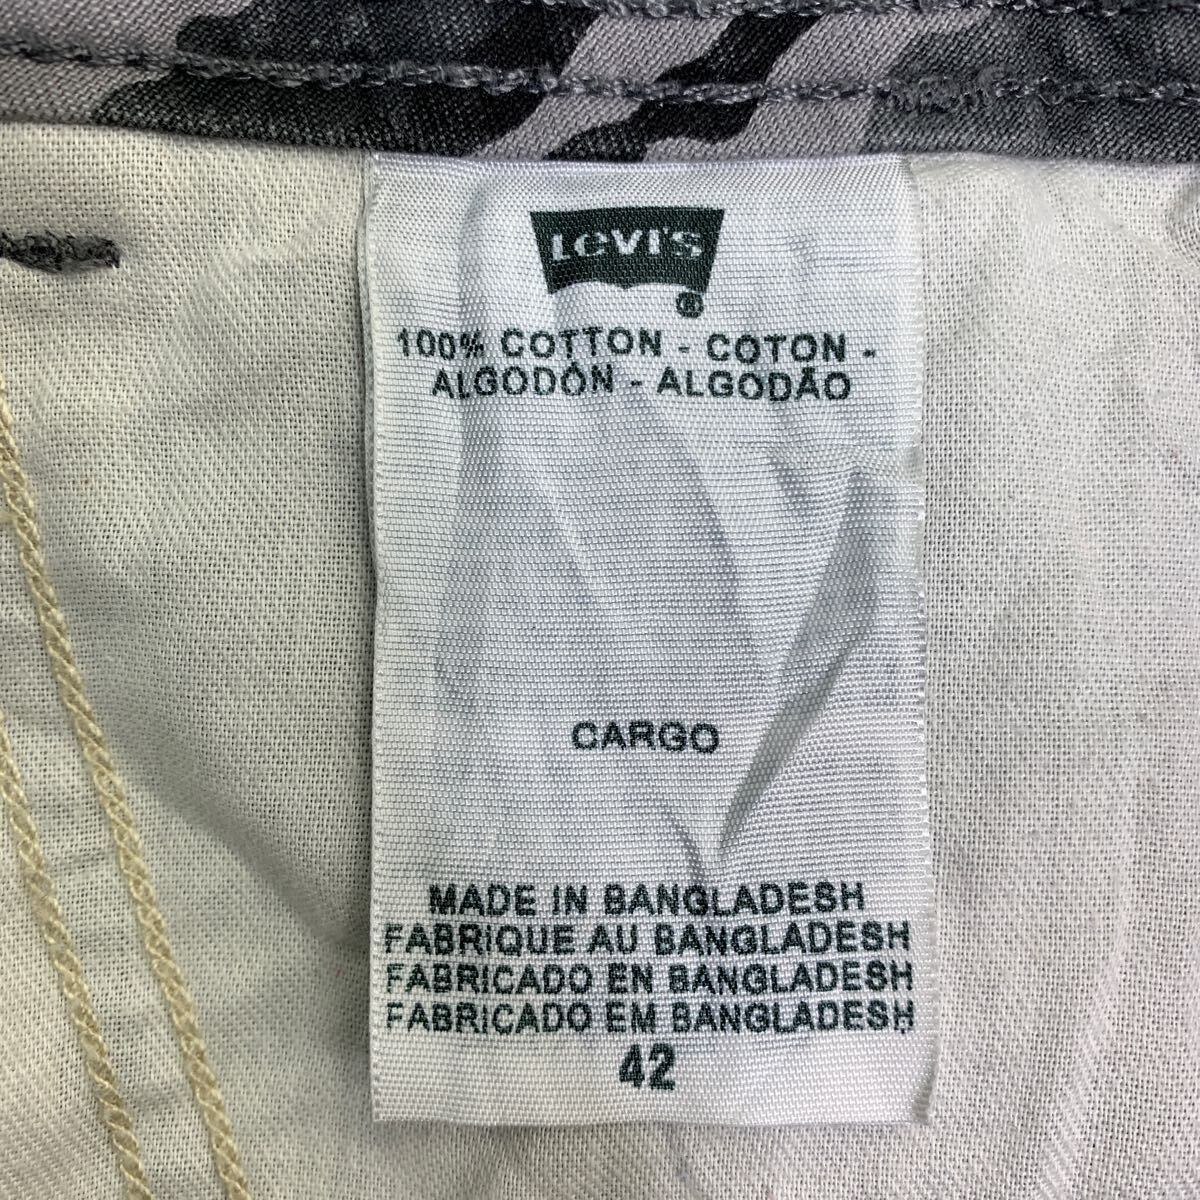 LEVI'S
®
100% COTTON - COTON -
ALGODÓN - ALGODÃO
CARGO
MADE IN BANGLADESH
FABRIQUE AU BANGLADESH
FABRICADO EN BANGLADESH
FABRICADO EM BANGLADESH
42